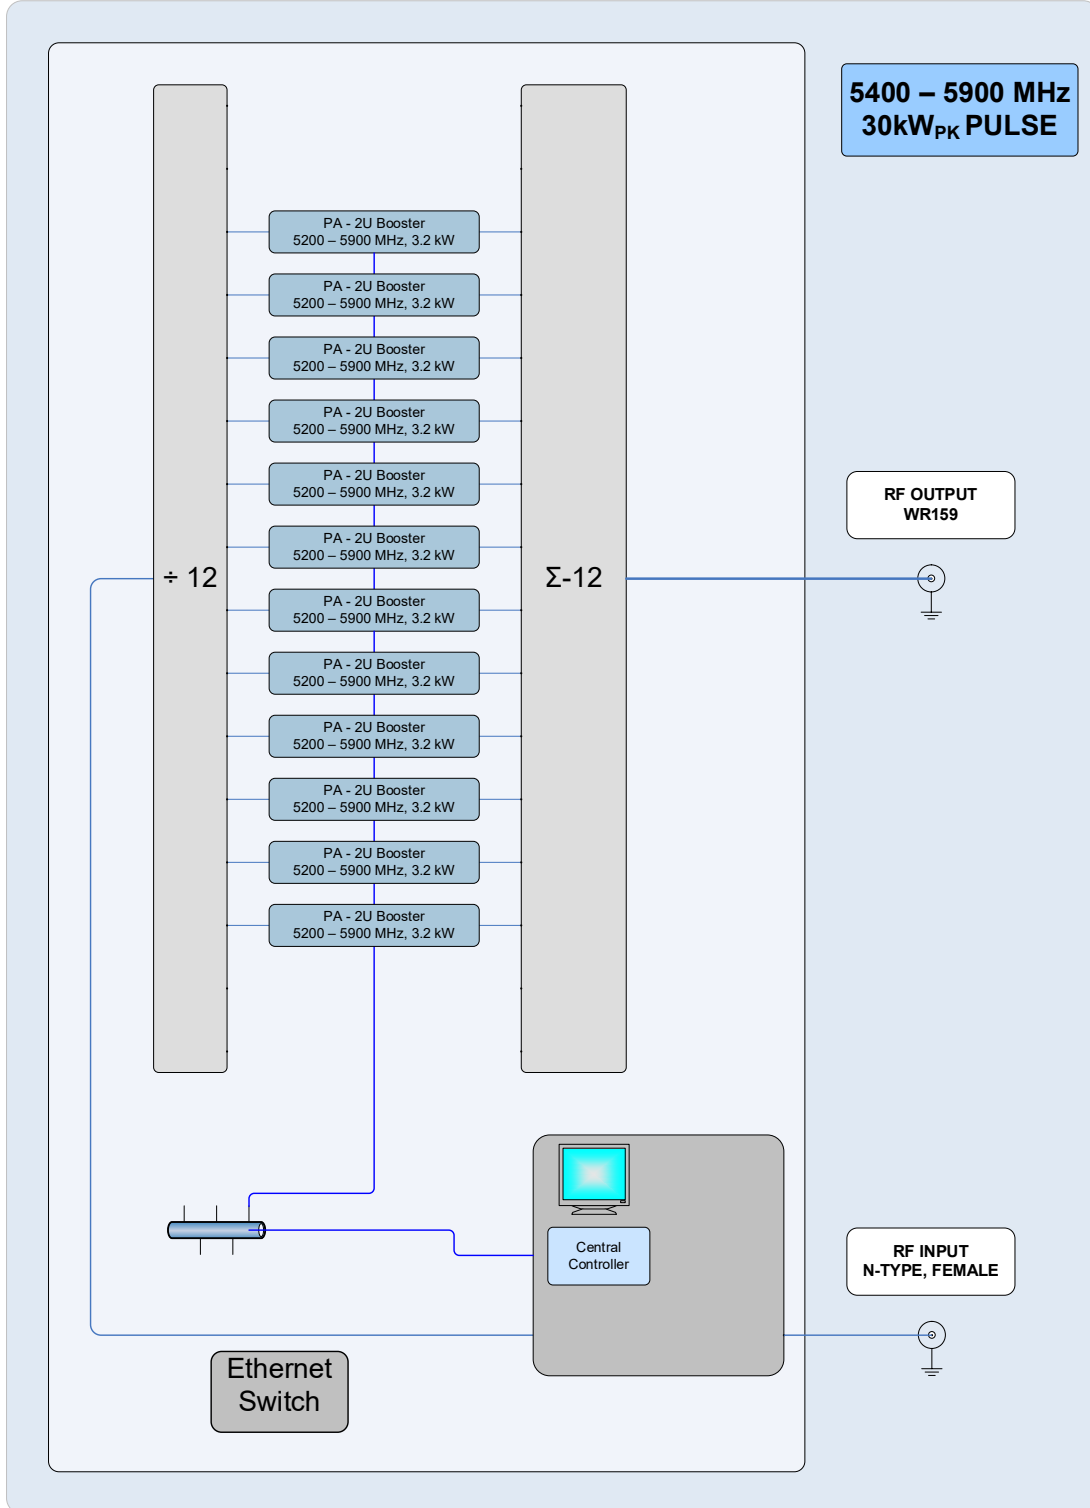 5400 – 5900 MHz
30kWPK PULSE
PA - 2U Booster
5200 – 5900 MHz, 3.2 kW
PA - 2U Booster
5200 – 5900 MHz, 3.2 kW
PA - 2U Booster
5200 – 5900 MHz, 3.2 kW
PA - 2U Booster
5200 – 5900 MHz, 3.2 kW
PA - 2U Booster
5200 – 5900 MHz, 3.2 kW
PA - 2U Booster
5200 – 5900 MHz, 3.2 kW
PA - 2U Booster
5200 – 5900 MHz, 3.2 kW
PA - 2U Booster
5200 – 5900 MHz, 3.2 kW
PA - 2U Booster
5200 – 5900 MHz, 3.2 kW
PA - 2U Booster
5200 – 5900 MHz, 3.2 kW
PA - 2U Booster
5200 – 5900 MHz, 3.2 kW
PA - 2U Booster
5200 – 5900 MHz, 3.2 kW
÷ 12
Σ-12
RF OUTPUT
WR159
Central
Controller
RF INPUT
N-TYPE, FEMALE
Ethernet
Switch